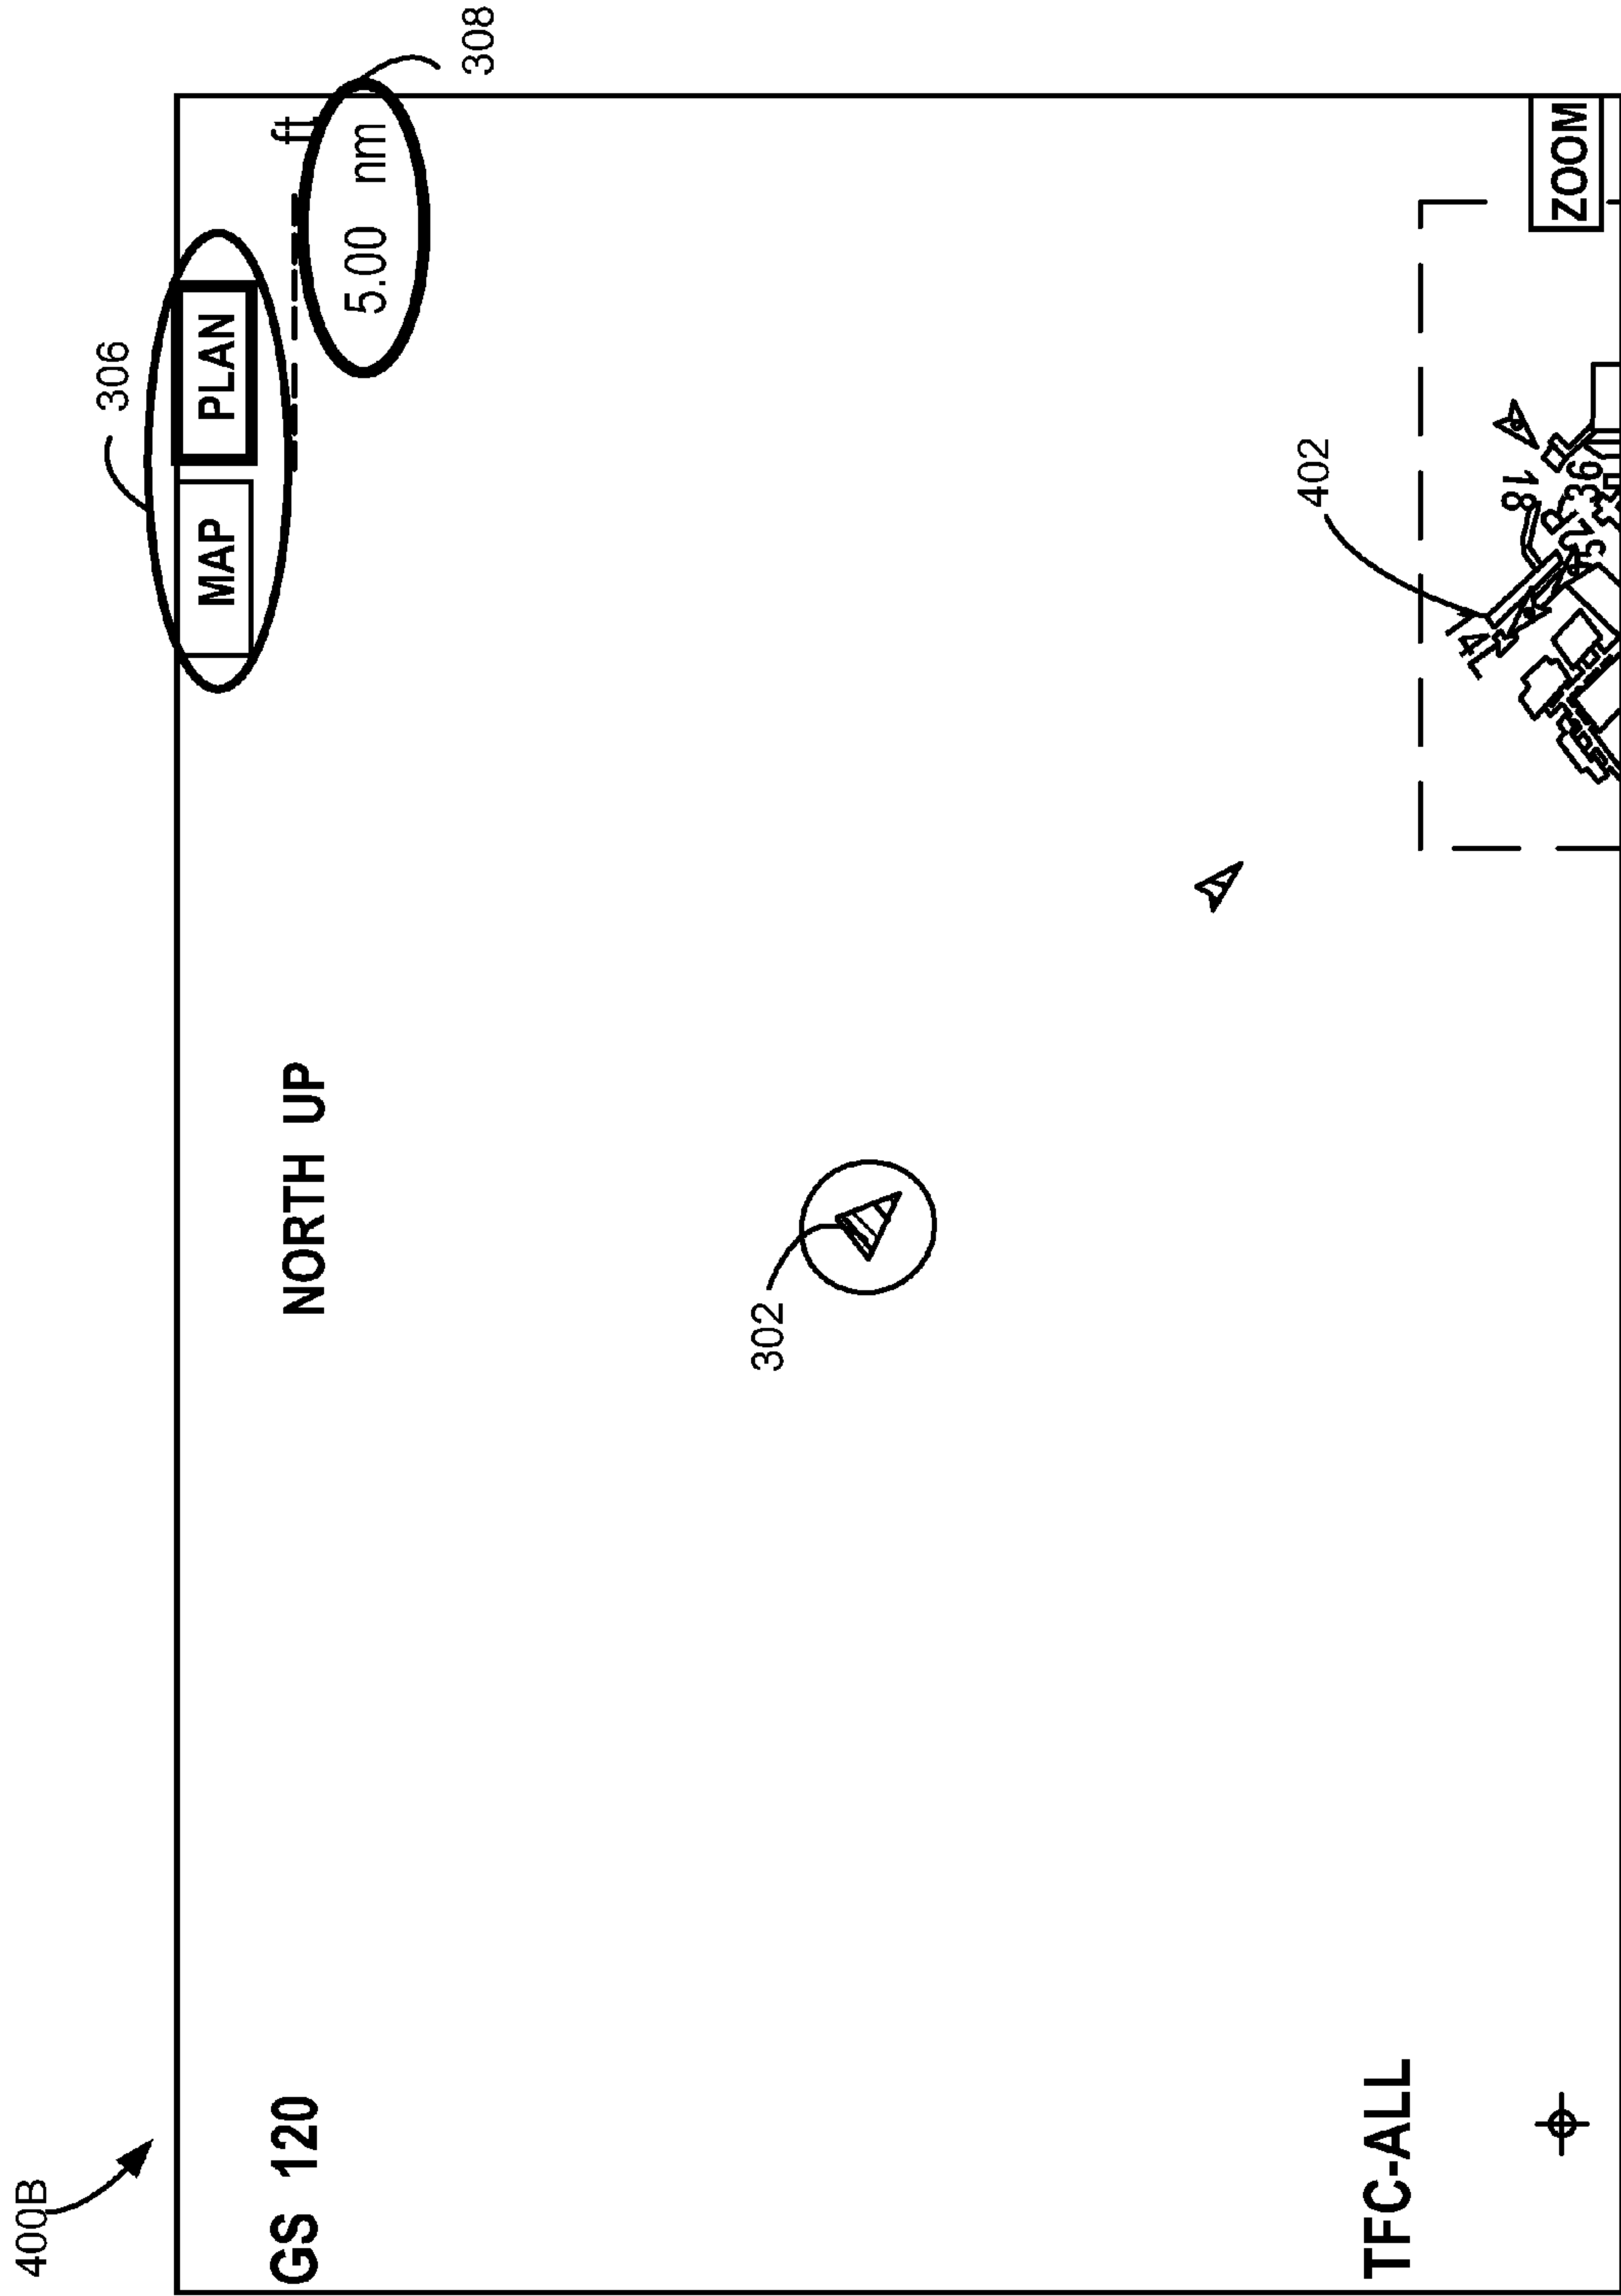 400B
306
MAP PLAN
GS 120
NORTH UP
ft
5.00 nm
308
302
402
TFC-ALL
18
36
ZOOM